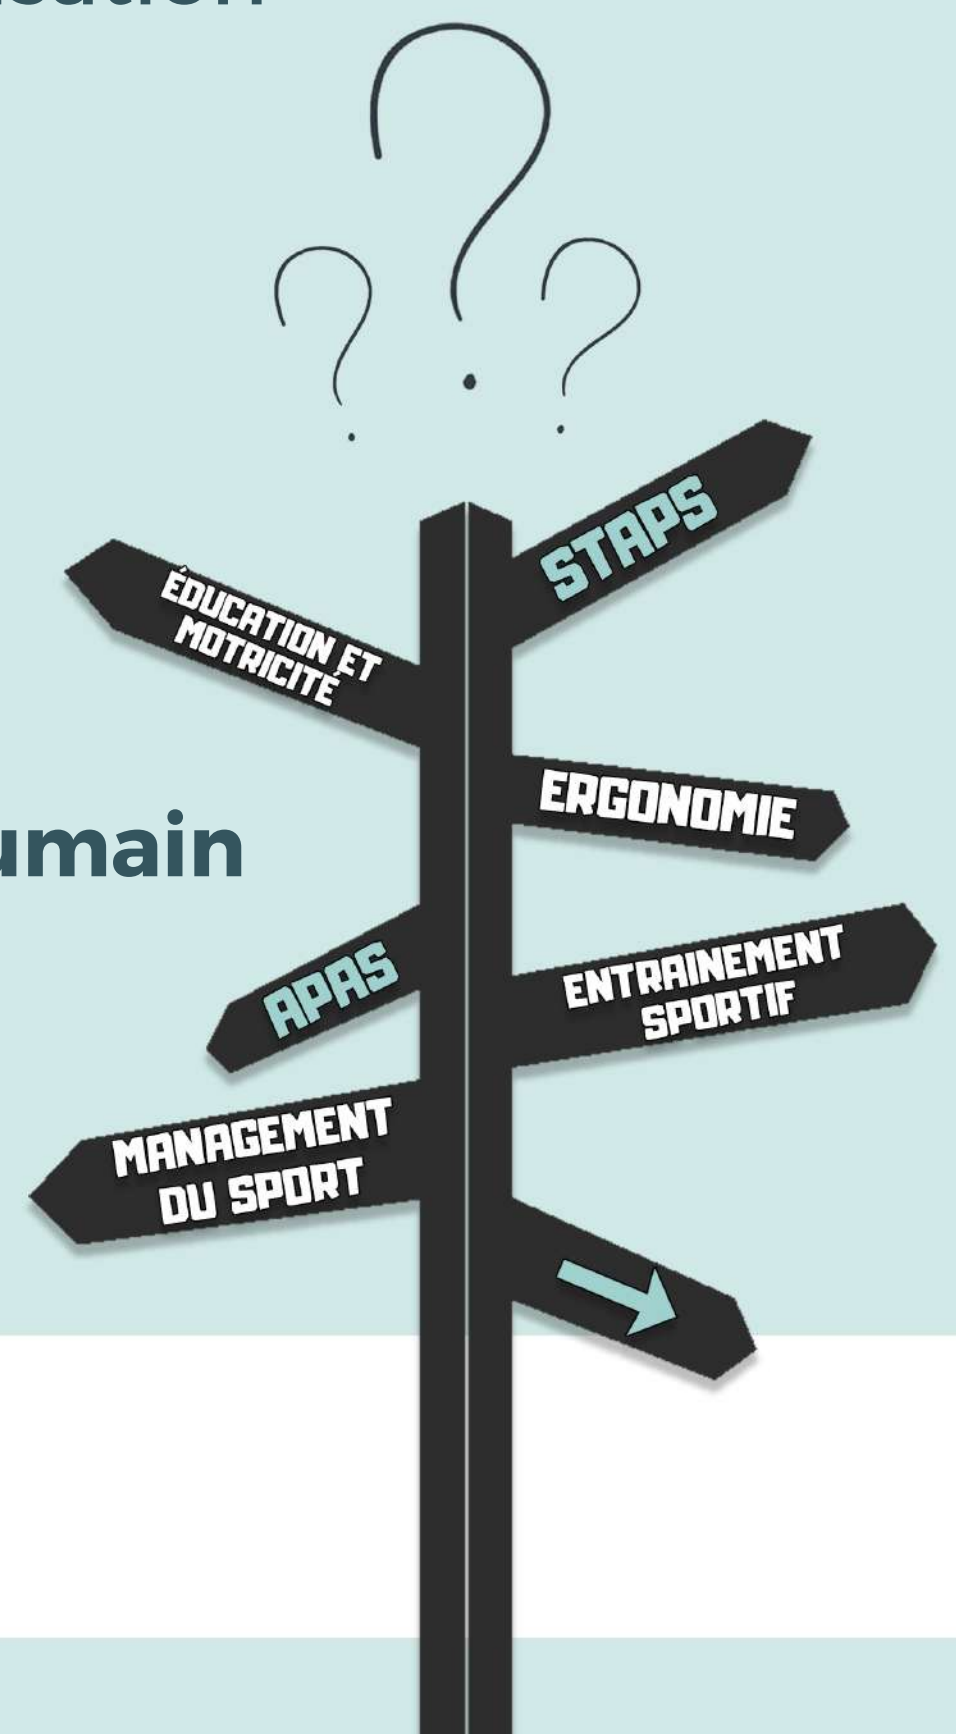 STAPS
ÉDUCATION ET
MOTRICITÉ
ERGONOMIE
umain
APAS
ENTRAINEMENT
SPORTIF
MANAGEMENT
DU SPORT